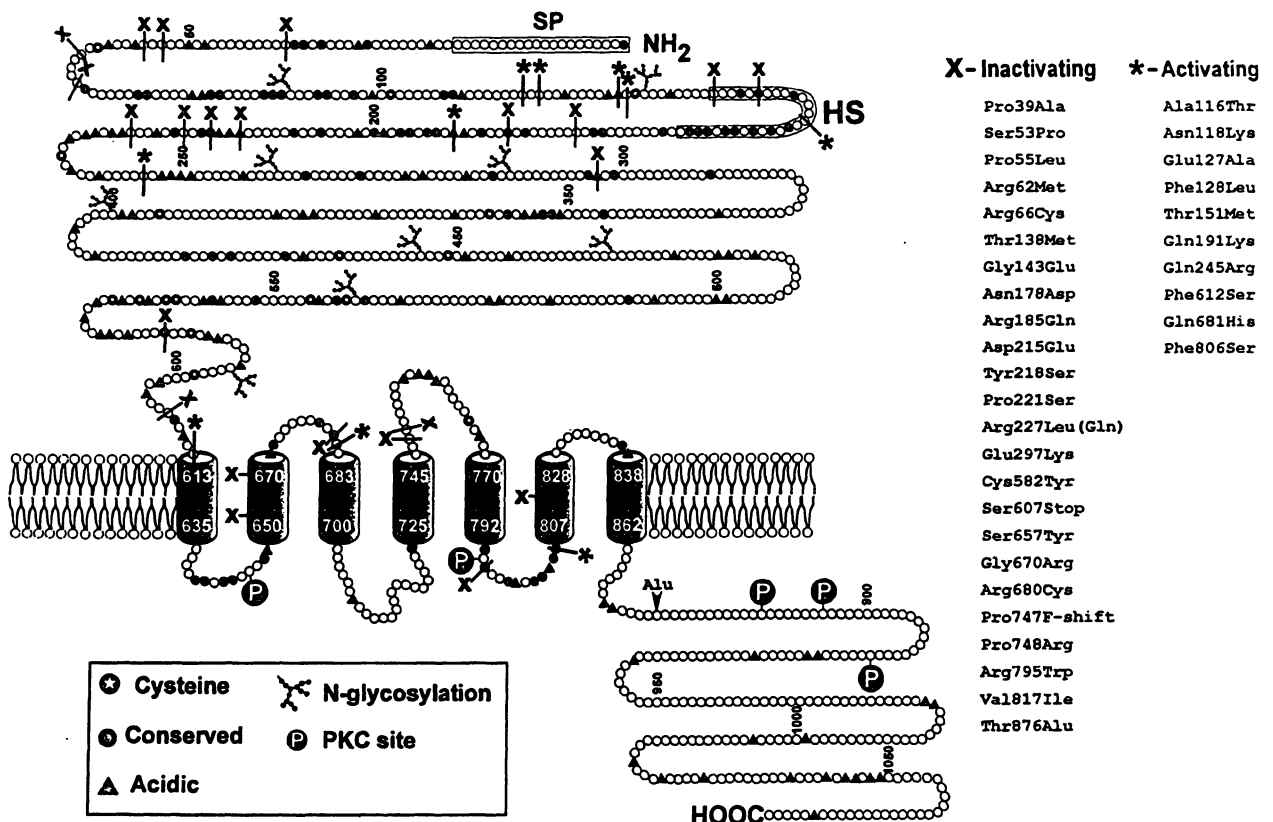 SP
NH2
50
100
HS
200
250
300
350
400
450
500
550
600
613
635
670
650
683
700
745
725
770
792
828
807
838
862
P
P
Alu
P
P
900
P
950
1000
1050
HOOC
Cysteine
N-glycosylation
Conserved
P PKC site
Acidic
X - Inactivating
Pro39Ala
Ser53Pro
Pro55Leu
Arg62Met
Arg66Cys
Thr138Met
Gly143Glu
Asn178Asp
Arg185Gln
Asp215Glu
Tyr218Ser
Pro221Ser
Arg227Leu(Gln)
Glu297Lys
Cys582Tyr
Ser607Stop
Ser657Tyr
Gly670Arg
Arg680Cys
Pro747F-shift
Pro748Arg
Arg795Trp
Val817Ile
Thr876Alu
* - Activating
Ala116Thr
Asn118Lys
Glu127Ala
Phe128Leu
Thr151Met
Gln191Lys
Gln245Arg
Phe612Ser
Gln681His
Phe806Ser